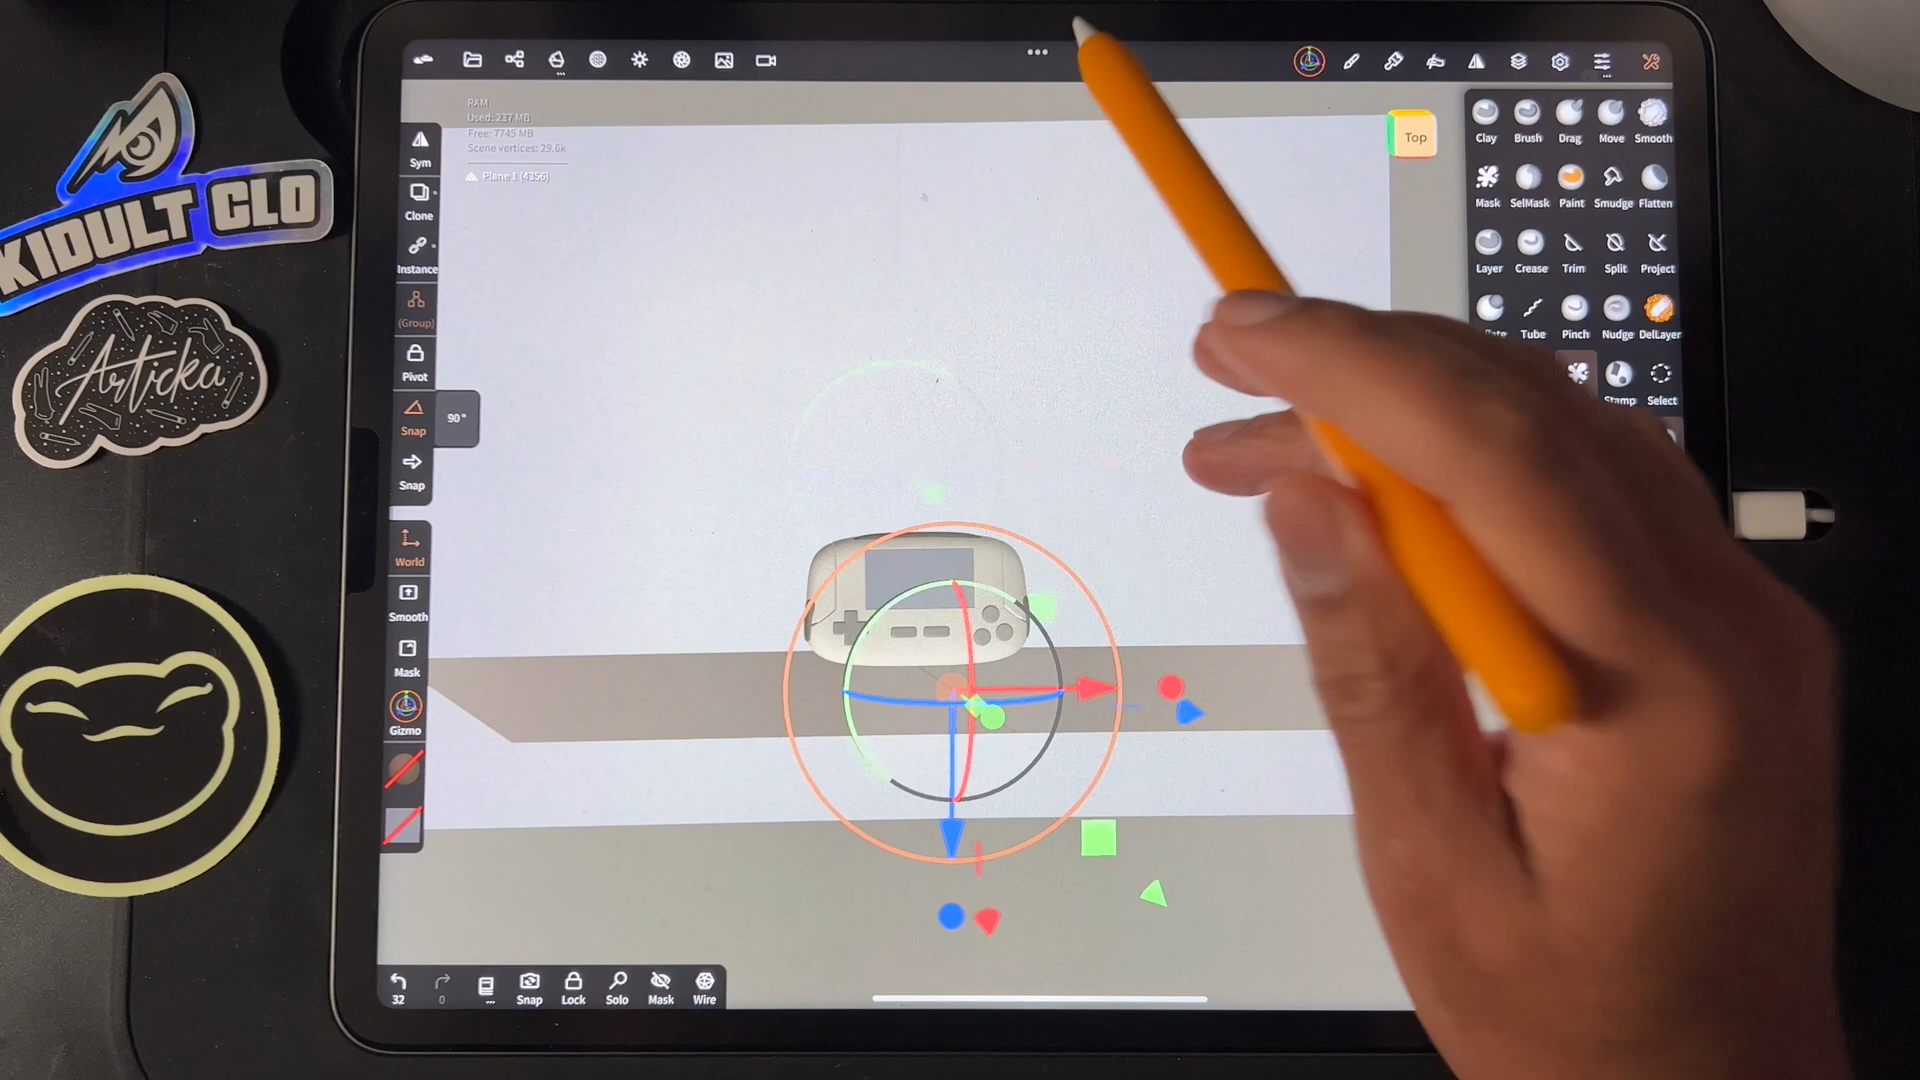 KIDULT CLO
Articka
RAM
Used: 237 MB
Free: 7745 MB
Scene vertices: 29.6k
Plane 1 (4356)
Top
Sym
Clone
Instance
(Group)
Pivot
Snap
90°
Snap
World
Smooth
Mask
Gizmo
Clay Brush Drag Move Smooth
Mask SelMask Paint Smudge Flatten
Layer Crease Trim Split Project
Tube Pinch Nudge DelLayer
Stamp Select
32 0 Snap Lock Solo Mask Wire